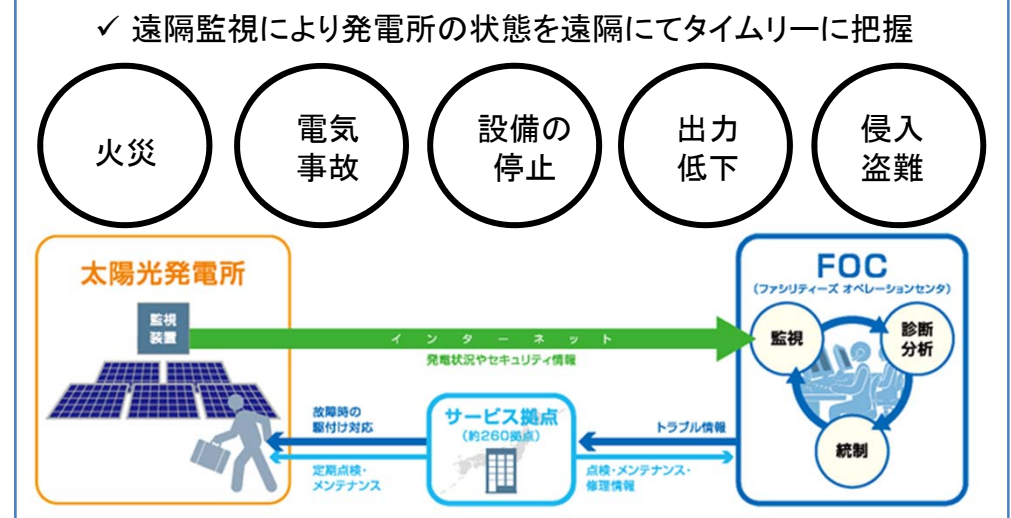 ✓ 遠隔監視により発電所の状態を遠隔にてタイムリーに把握
火災
電気
事故
設備の
停止
出力
低下
侵入
盗難
太陽光発電所
監視
装置
インターネット
発電状況やセキュリティ情報
FOC
(ファシリティーズ オペレーションセンタ)
監視
診断
分析
統制
故障時の
駆付け対応
定期点検・
メンテナンス
サービス拠点
(約260拠点)
トラブル情報
点検・メンテナンス・
修理情報